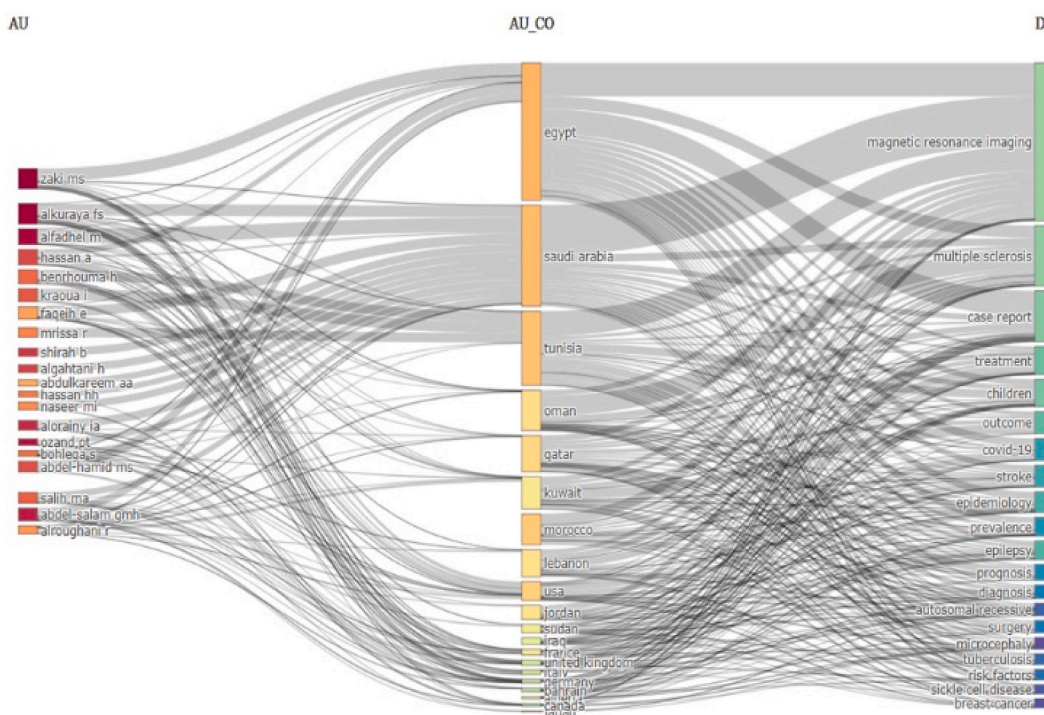 AU
AU_CO
D
zaki ms
alkuraya fs
alfadhel m
hassan a
benrhouma h
kraoua i
faqeih e
mrissa r
shirah b
algahtani h
abdulkareem aa
hassan hh
naseer mi
alorainy ia
ozand pt
bohlega s
abdel-hamid ms
salih ma
abdel-salam gmh
alroughani r
egypt
saudi arabia
tunisia
oman
qatar
kuwait
morocco
lebanon
usa
jordan
sudan
iraq
france
united kingdom
italy
germany
bahrain
canada
magnetic resonance imaging
multiple sclerosis
case report
treatment
children
outcome
covid-19
stroke
epidemiology
prevalence
epilepsy
prognosis
diagnosis
autosomal recessive
surgery
microcephaly
tuberculosis
risk factors
sickle cell disease
breast cancer